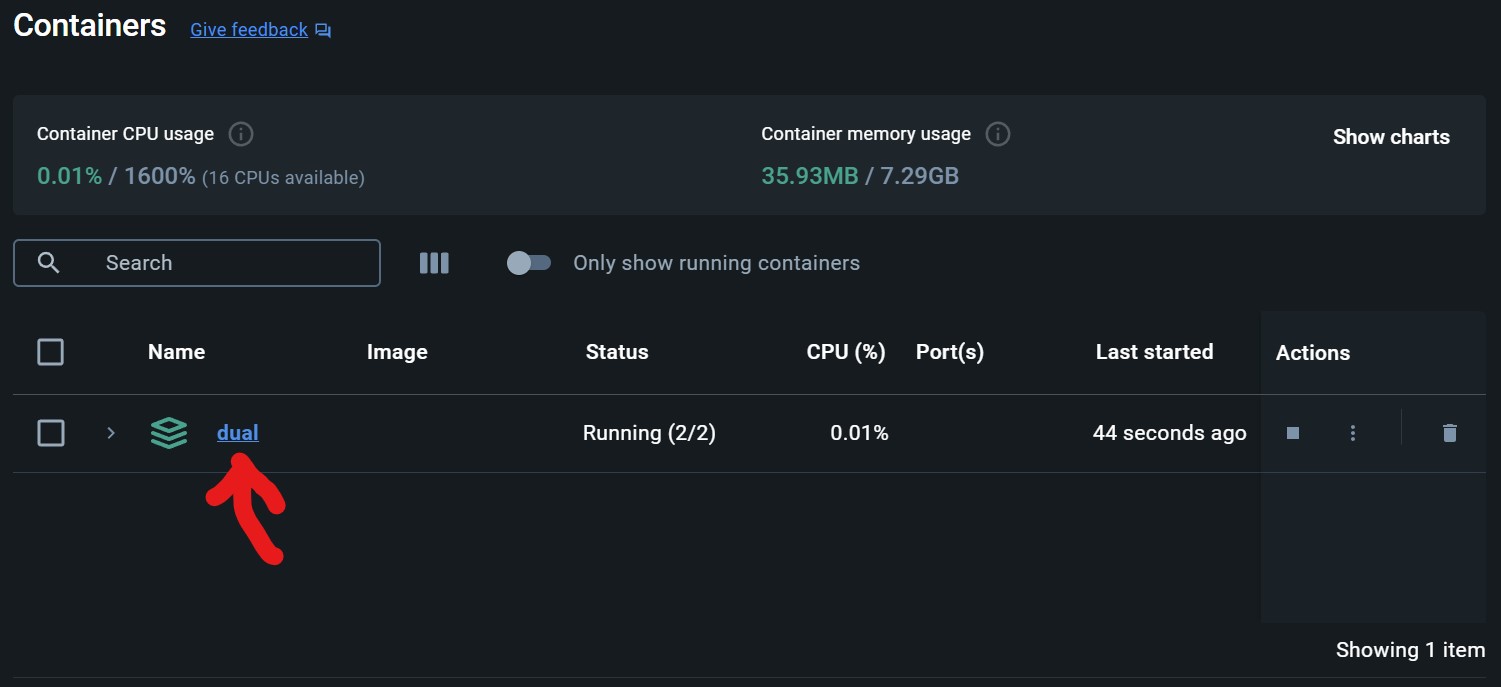 Containers Give feedback
Container CPU usage Container memory usage Show charts
0.01% / 1600% (16 CPUs available) 35.93MB / 7.29GB
Search Only show running containers
Name Image Status CPU (%) Port(s) Last started Actions
dual Running (2/2) 0.01% 44 seconds ago
Showing 1 item